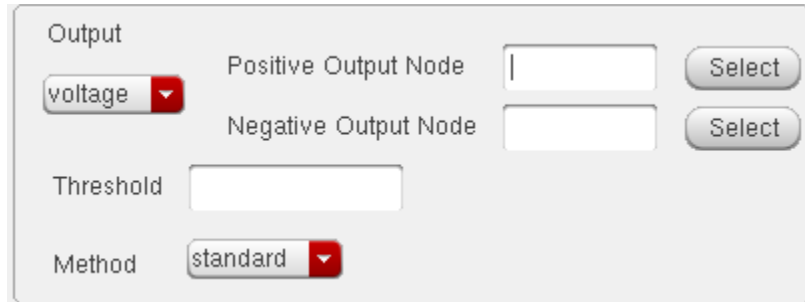 Output
voltage
Positive Output Node
Select
Negative Output Node
Select
Threshold
Method
standard